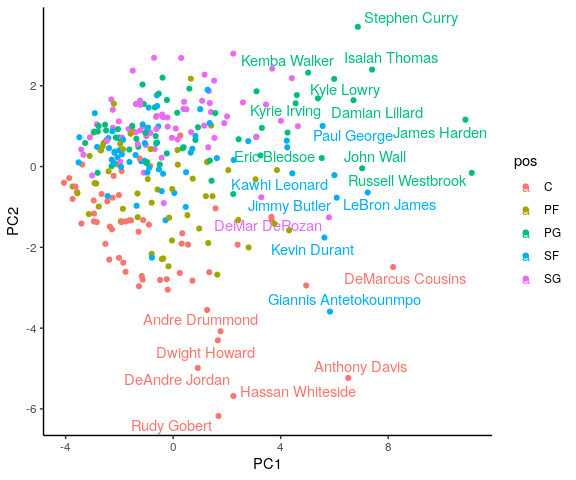 Stephen Curry
Kemba Walker
Isaiah Thomas
Kyle Lowry
Kyrie Irving
Damian Lillard
Paul George
James Harden
Eric Bledsoe
John Wall
Kawhi Leonard
Russell Westbrook
Jimmy Butler
LeBron James
DeMar DeRozan
Kevin Durant
DeMarcus Cousins
Giannis Antetokounmpo
Andre Drummond
Dwight Howard
Anthony Davis
DeAndre Jordan
Hassan Whiteside
Rudy Gobert
2
0
-2
-4
-6
PC2
-4
0
4
8
PC1
pos
a C
a PF
a PG
a SF
a SG